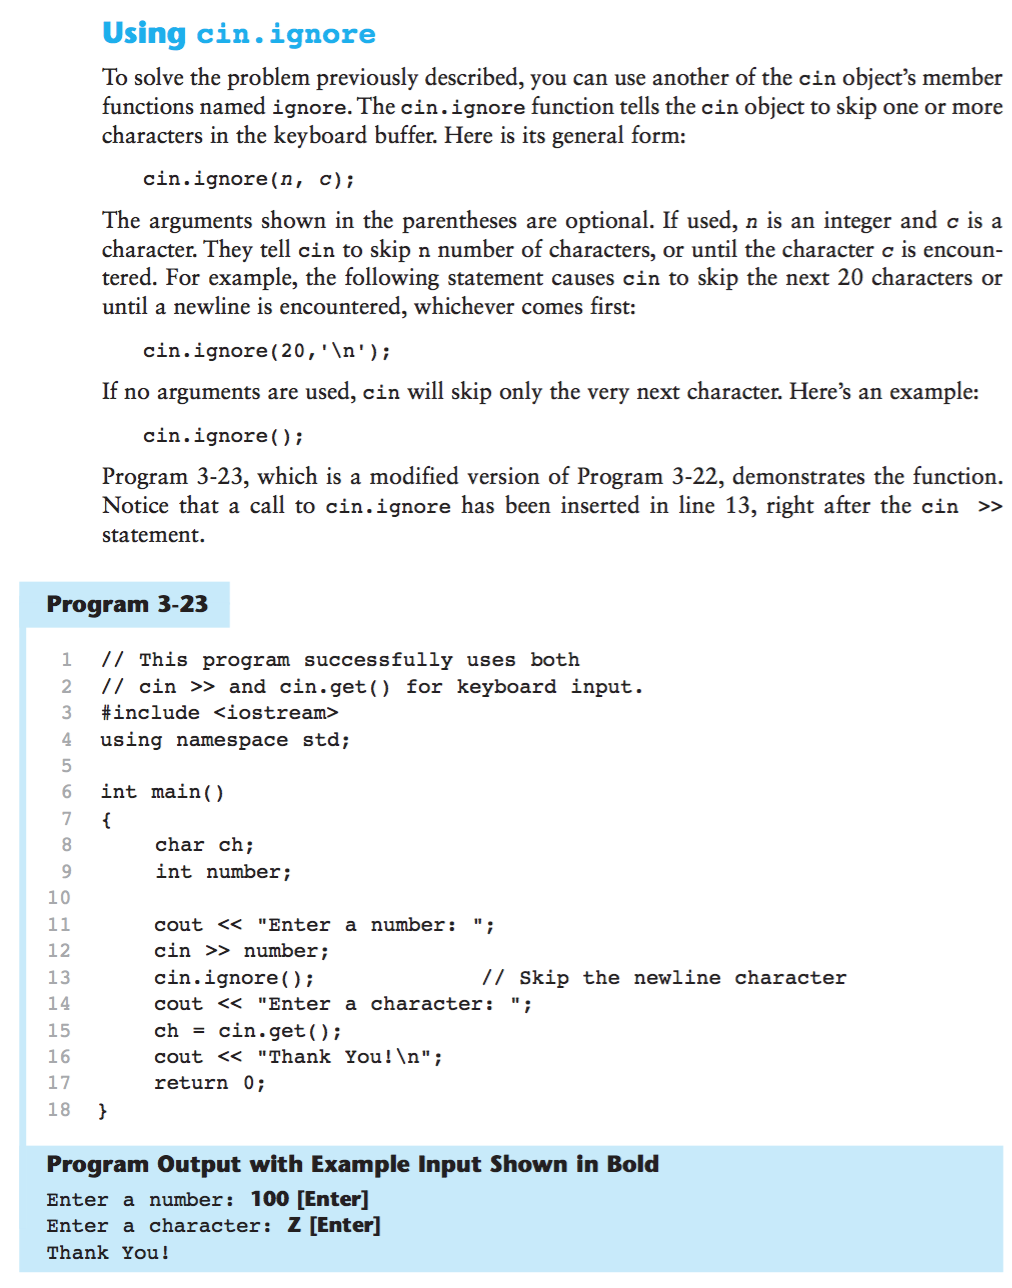 Using cin.ignore
To solve the problem previously described, you can use another of the cin object’s member
functions named ignore. The cin.ignore function tells the cin object to skip one or more
characters in the keyboard buffer. Here is its general form:
cin.ignore(n, c);
The arguments shown in the parentheses are optional. If used, n is an integer and c is a
character. They tell cin to skip n number of characters, or until the character c is encoun-
tered. For example, the following statement causes cin to skip the next 20 characters or
until a newline is encountered, whichever comes first:
cin.ignore(20,'\n');
If no arguments are used, cin will skip only the very next character. Here’s an example:
cin.ignore();
Program 3-23, which is a modified version of Program 3-22, demonstrates the function.
Notice that a call to cin.ignore has been inserted in line 13, right after the cin >>
statement.
Program 3-23
1 // This program successfully uses both
2 // cin >> and cin.get() for keyboard input.
3 #include <iostream>
4 using namespace std;
5
6 int main()
7 {
8 char ch;
9 int number;
10
11 cout << "Enter a number: ";
12 cin >> number;
13 cin.ignore(); // Skip the newline character
14 cout << "Enter a character: ";
15 ch = cin.get();
16 cout << "Thank You!\n";
17 return 0;
18 }
Program Output with Example Input Shown in Bold
Enter a number: 100 [Enter]
Enter a character: Z [Enter]
Thank You!